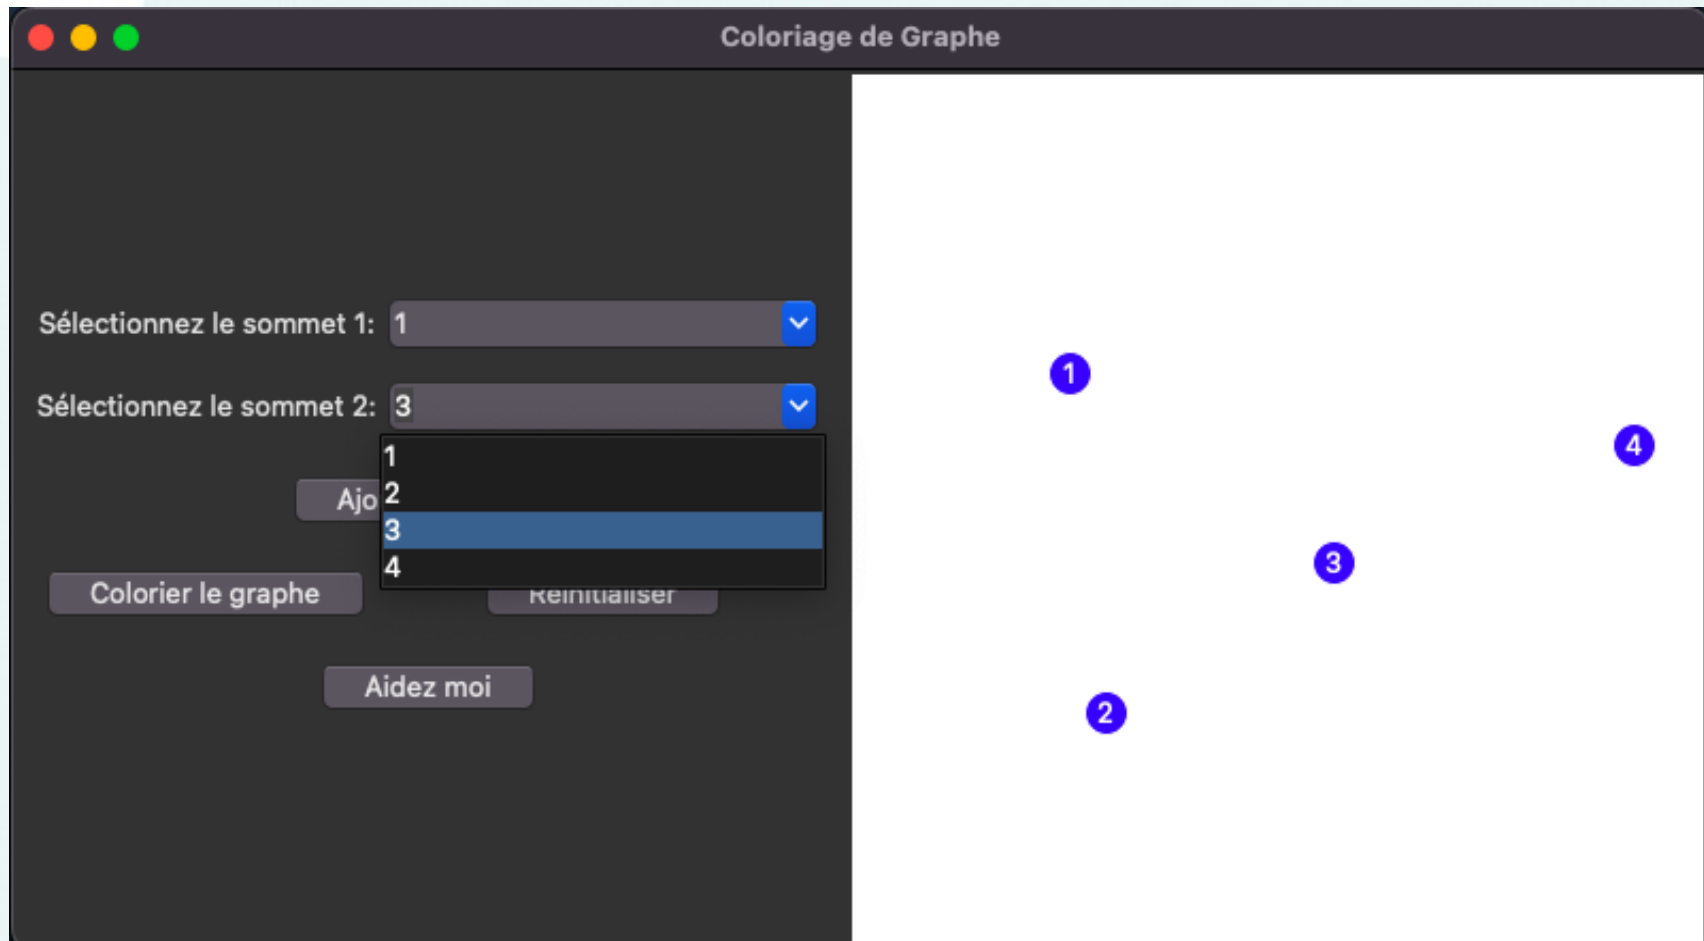 Coloriage de Graphe
Sélectionnez le sommet 1: 1
Sélectionnez le sommet 2: 3
1
2
3
4
Ajo
Colorier le graphe
Réinitialiser
Aidez moi
1
4
3
2